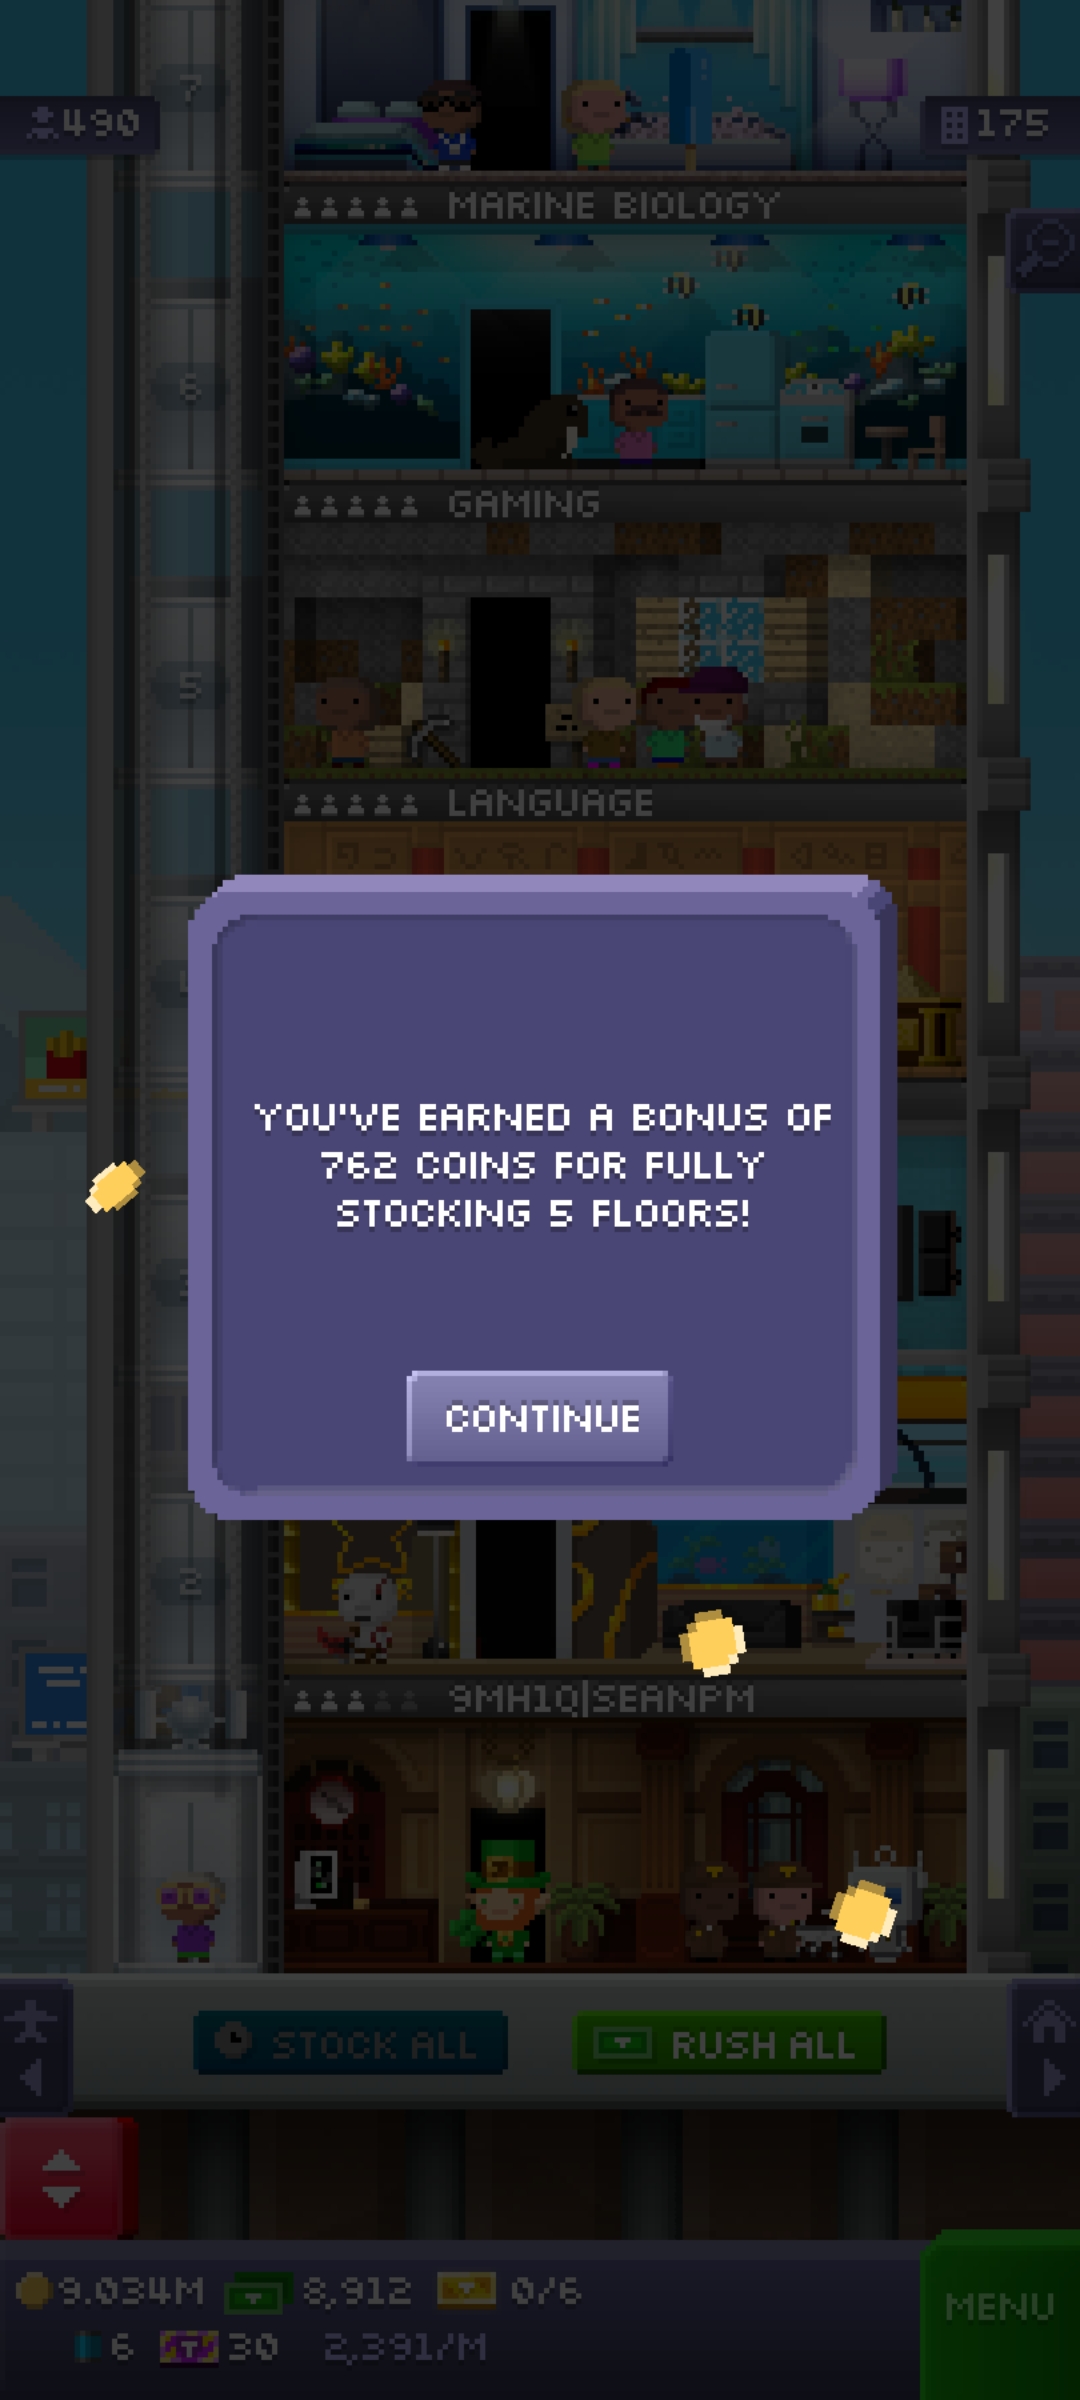 7
490
175
MARINE BIOLOGY
6
GAMING
5
LANGUAGE
YOU'VE EARNED A BONUS OF
762 COINS FOR FULLY
STOCKING 5 FLOORS!
CONTINUE
2
9MH1Q|SEANPM
STOCK ALL
RUSH ALL
9.034M 8,912 0/6
6 30 2,391/M
MENU